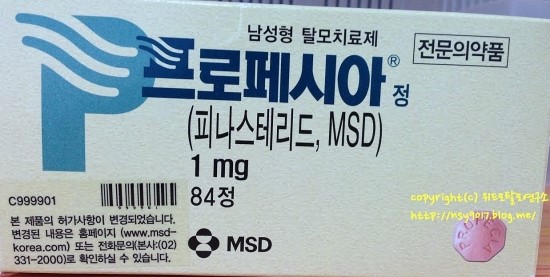 남성형 탈모치료제
전문의약품
프로페시아® 정
(피나스테리드, MSD)
1 mg
84정
C999901
본 제품의 허가사항이 변경되었습니다.
변경된 내용은 홈페이지 (www.msd-
korea.com) 또는 전화문의(본사:(02)
331-2000)로 확인하실 수 있습니다.
MSD
PROPECIA
copyright(c) 위드로탈모연구소
http://nsy9017.blog.me/